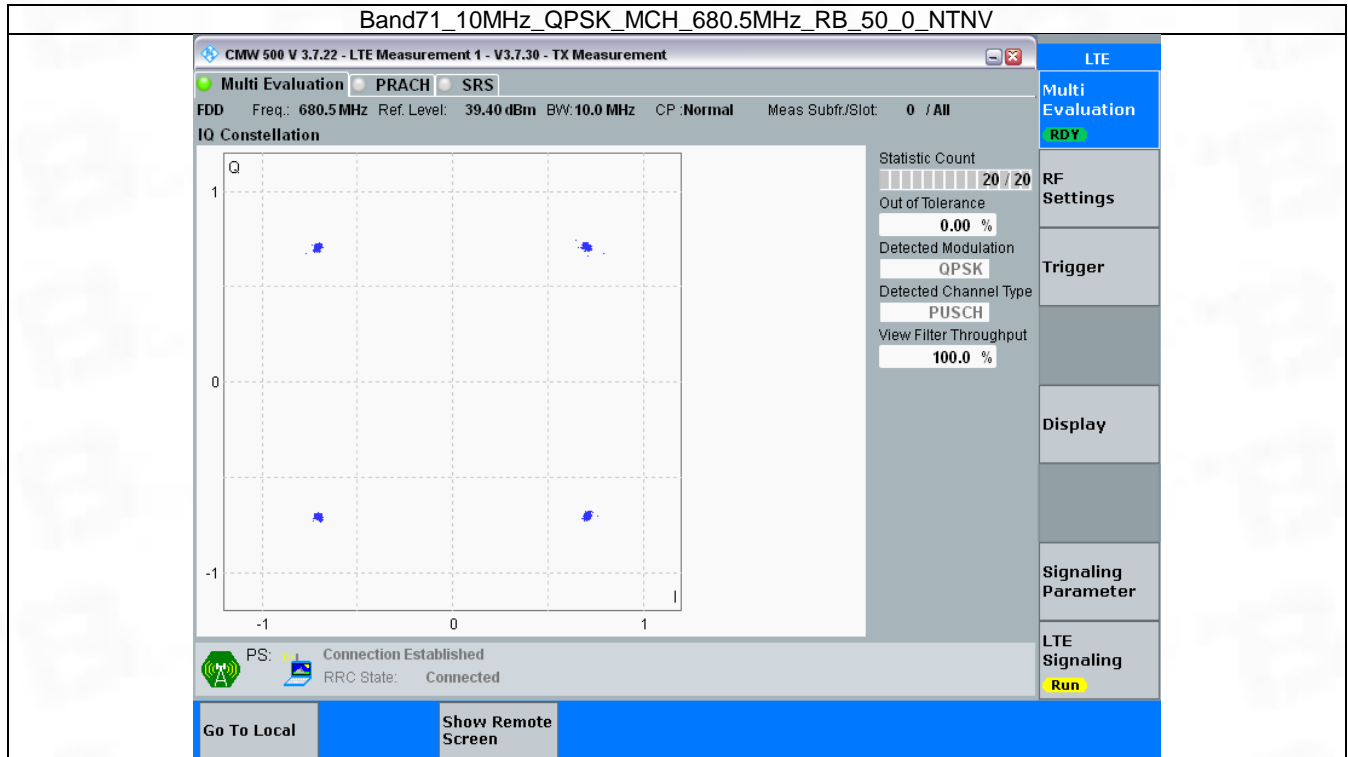 Band71_10MHz_QPSK_MCH_680.5MHz_RB_50_0_NTNV
CMW 500 V 3.7.22 - LTE Measurement 1 - V3.7.30 - TX Measurement
LTE
Multi Evaluation PRACH SRS
Multi
Evaluation
RDY
FDD Freq.: 680.5 MHz Ref. Level: 39.40 dBm BW: 10.0 MHz CP :Normal Meas Subfr./Slot: 0 / All
IQ Constellation
Q
1
0
-1
-1 0 1
I
Statistic Count
20 / 20
Out of Tolerance
0.00 %
Detected Modulation
QPSK
Detected Channel Type
PUSCH
View Filter Throughput
100.0 %
RF
Settings
Trigger
Display
Signaling
Parameter
LTE
Signaling
Run
PS: Connection Established
RRC State: Connected
Go To Local
Show Remote
Screen